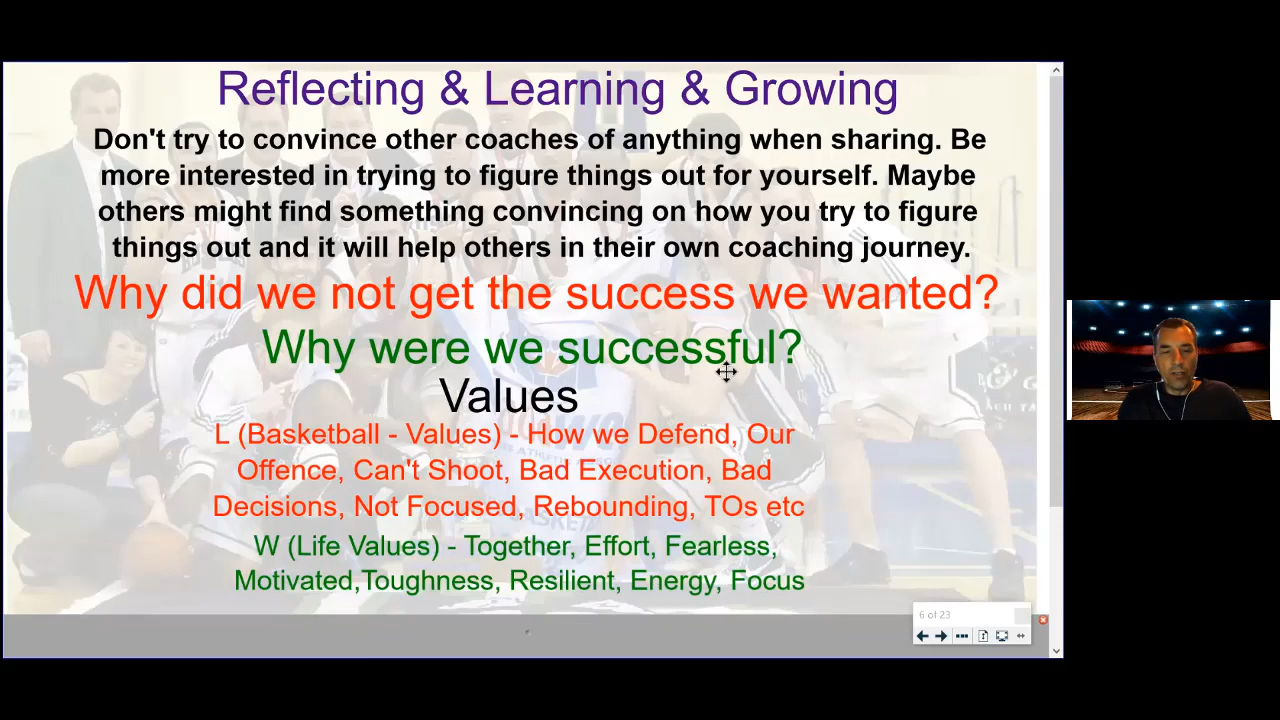 Reflecting & Learning & Growing
Don't try to convince other coaches of anything when sharing. Be
more interested in trying to figure things out for yourself. Maybe
others might find something convincing on how you try to figure
things out and it will help others in their own coaching journey.
Why did we not get the success we wanted?
Why were we successful?
Values
L (Basketball - Values) - How we Defend, Our
Offence, Can't Shoot, Bad Execution, Bad
Decisions, Not Focused, Rebounding, TOs etc
W (Life Values) - Together, Effort, Fearless,
Motivated,Toughness, Resilient, Energy, Focus
6 of 23